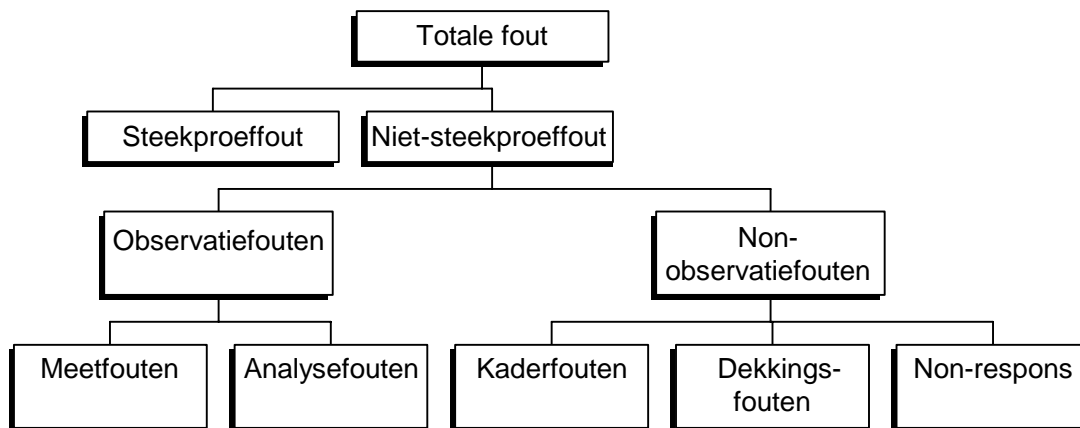 Totale fout
Steekproeffout
Niet-steekproeffout
Observatiefouten
Non-
observatiefouten
Meetfouten
Analysefouten
Kaderfouten
Dekkings-
fouten
Non-respons